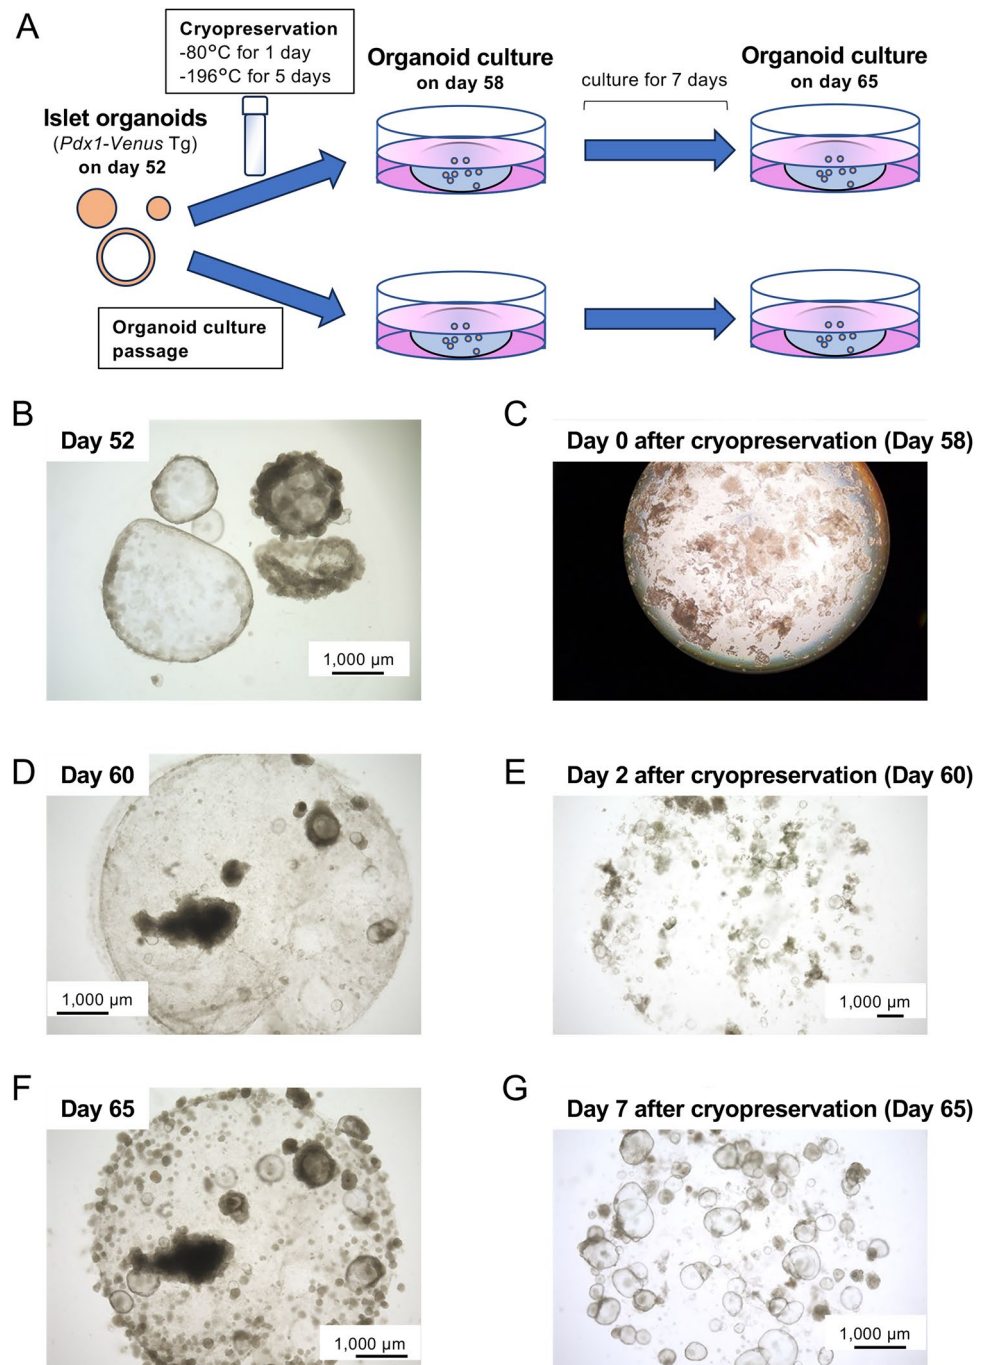 A
Cryopreservation
-80°C for 1 day
-196°C for 5 days
Islet organoids
(Pdx1-Venus Tg)
on day 52
Organoid culture
on day 58
culture for 7 days
Organoid culture
on day 65
Organoid culture
passage
B
Day 52
1,000 µm
C
Day 0 after cryopreservation (Day 58)
D
Day 60
1,000 µm
E
Day 2 after cryopreservation (Day 60)
1,000 µm
F
Day 65
1,000 µm
G
Day 7 after cryopreservation (Day 65)
1,000 µm